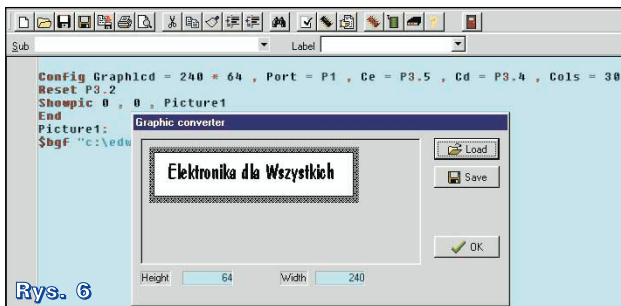 Sub Label
Config Graphlcd = 240 * 64 , Port = P1 , Ce = P3.5 , Cd = P3.4 , Cols = 30
Reset P3.2
Showpic 0 , 0 , Picture1
End
Picture1:
$bgf "c:\edw
Graphic converter
Elektronika dla Wszystkich
Load
Save
OK
Height 64 Width 240
Rys. 6